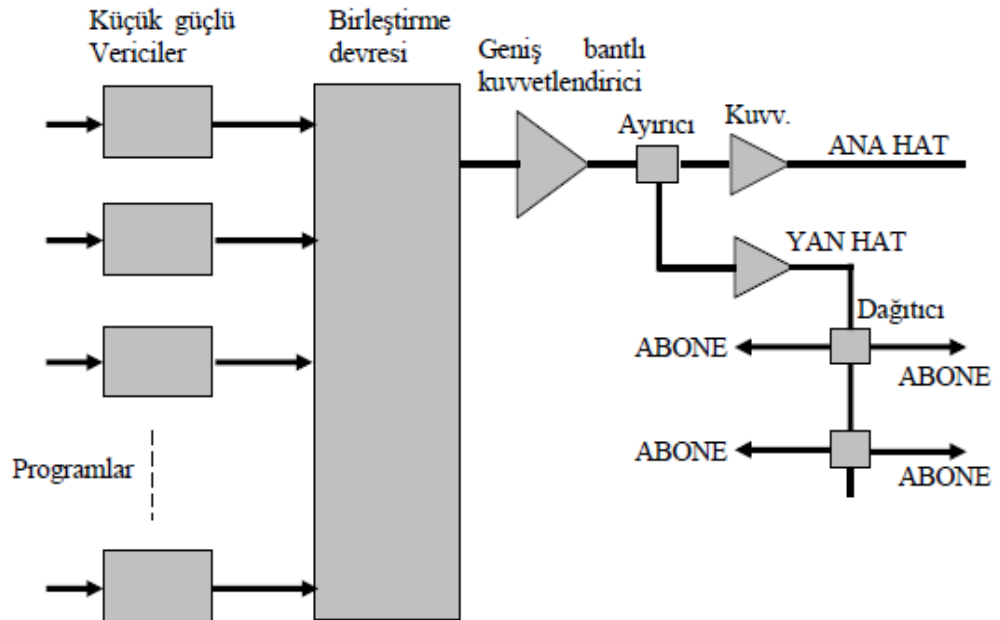 Küçük güçlü
Vericiler
Birleştirme
devresi
Geniş bantlı
kuvvetlendirici
Ayırıcı
Kuvv.
ANA HAT
YAN HAT
Dağıtıcı
ABONE
ABONE
ABONE
ABONE
Programlar